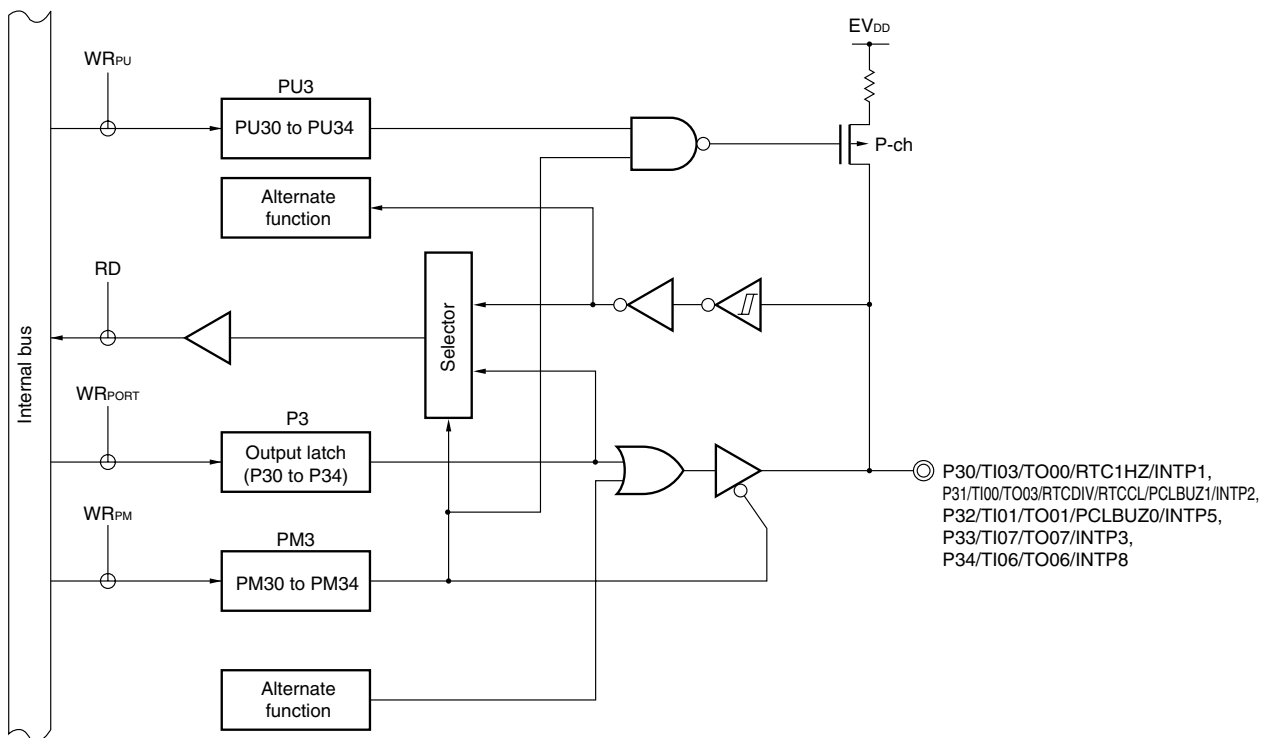 EVDD
WRPU
PU3
PU30 to PU34
P-ch
Alternate
function
RD
Selector
Internal bus
WRPORT
P3
Output latch
(P30 to P34)
P30/TI03/TO00/RTC1HZ/INTP1,
P31/TI00/TO03/RTCDIV/RTCCL/PCLBUZ1/INTP2,
P32/TI01/TO01/PCLBUZ0/INTP5,
P33/TI07/TO07/INTP3,
P34/TI06/TO06/INTP8
WRPM
PM3
PM30 to PM34
Alternate
function